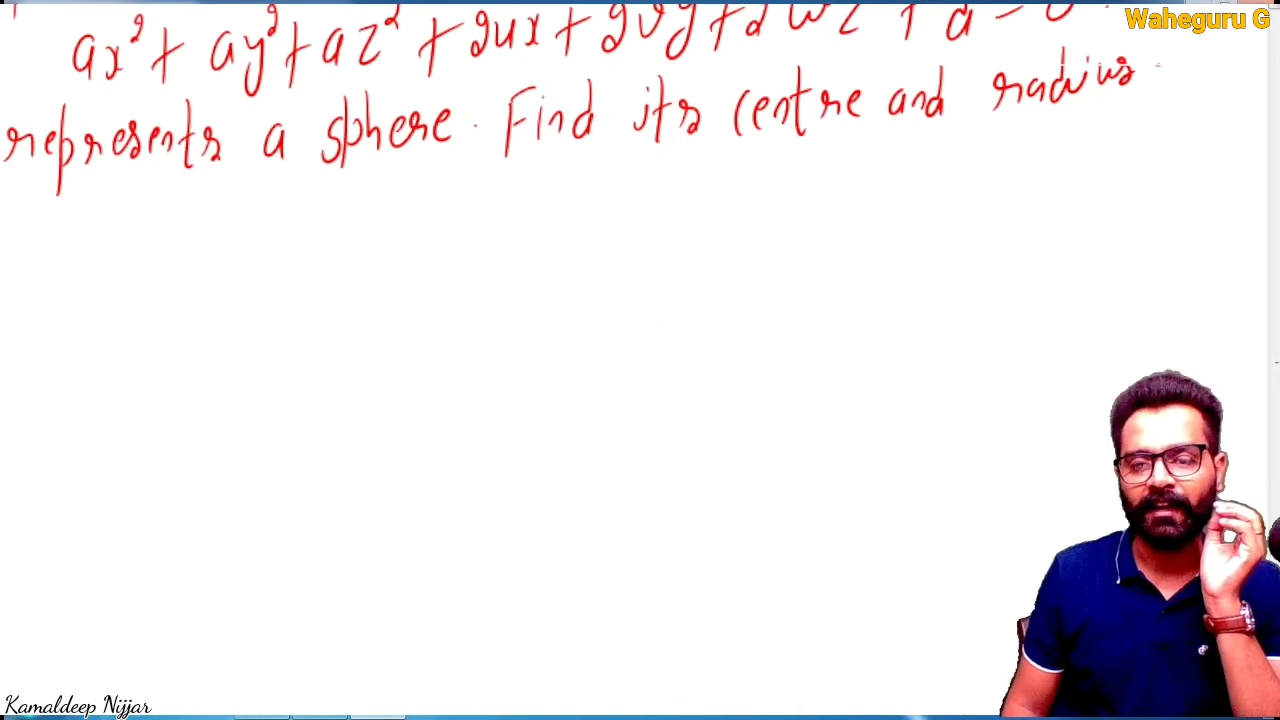 ax² + ay² + az² + 2ux + 2vy + 2wz + d = 0
Waheguru G
represents a sphere. Find its centre and radius
Kamaldeep Nijjar